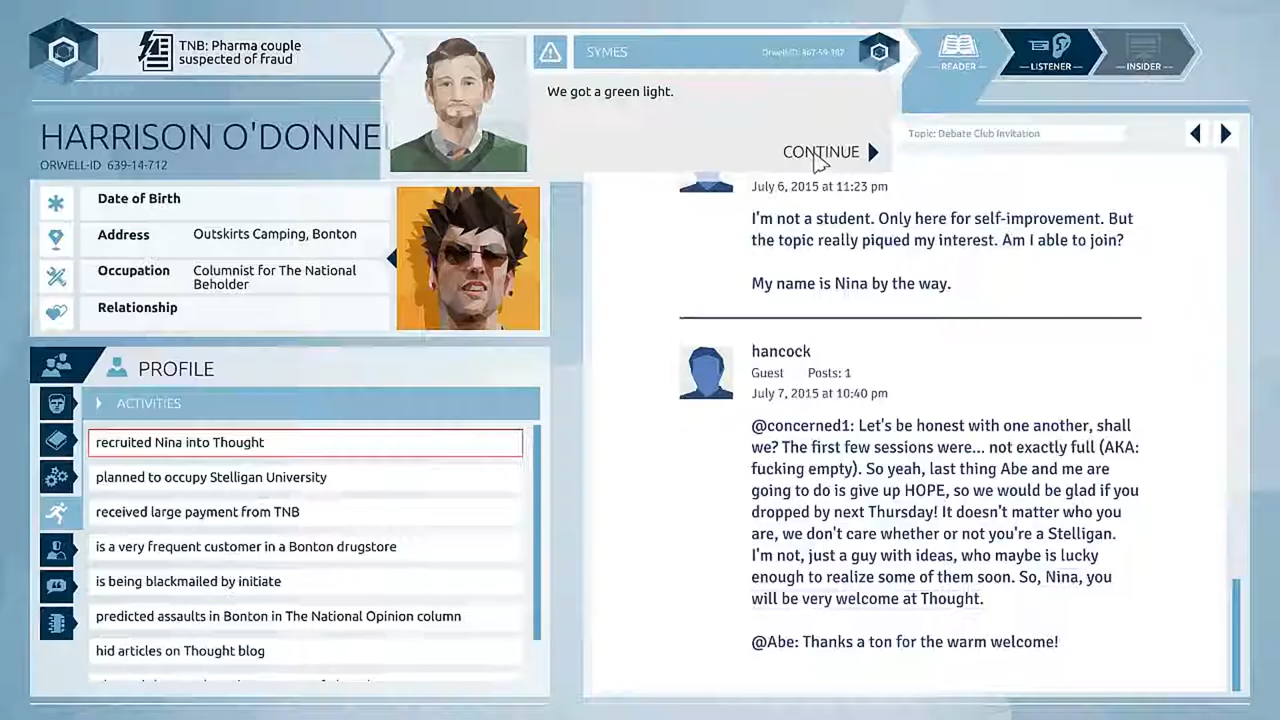 TNB: Pharma couple
suspected of fraud
SYMES
OrwellID: 867-59-182
We got a green light.
CONTINUE
READER
LISTENER
INSIDER
HARRISON O'DONNE
ORWELL-ID 639-14-712
Topic: Debate Club Invitation
Date of Birth
Address Outskirts Camping, Bonton
Occupation Columnist for The National
Beholder
Relationship
PROFILE
ACTIVITIES
recruited Nina into Thought
planned to occupy Stelligan University
received large payment from TNB
is a very frequent customer in a Bonton drugstore
is being blackmailed by initiate
predicted assaults in Bonton in The National Opinion column
hid articles on Thought blog
July 6, 2015 at 11:23 pm
I'm not a student. Only here for self-improvement. But
the topic really piqued my interest. Am I able to join?
My name is Nina by the way.
hancock
Guest Posts: 1
July 7, 2015 at 10:40 pm
@concerned1: Let's be honest with one another, shall
we? The first few sessions were... not exactly full (AKA:
fucking empty). So yeah, last thing Abe and me are
going to do is give up HOPE, so we would be glad if you
dropped by next Thursday! It doesn't matter who you
are, we don't care whether or not you're a Stelligan.
I'm not, just a guy with ideas, who maybe is lucky
enough to realize some of them soon. So, Nina, you
will be very welcome at Thought.
@Abe: Thanks a ton for the warm welcome!